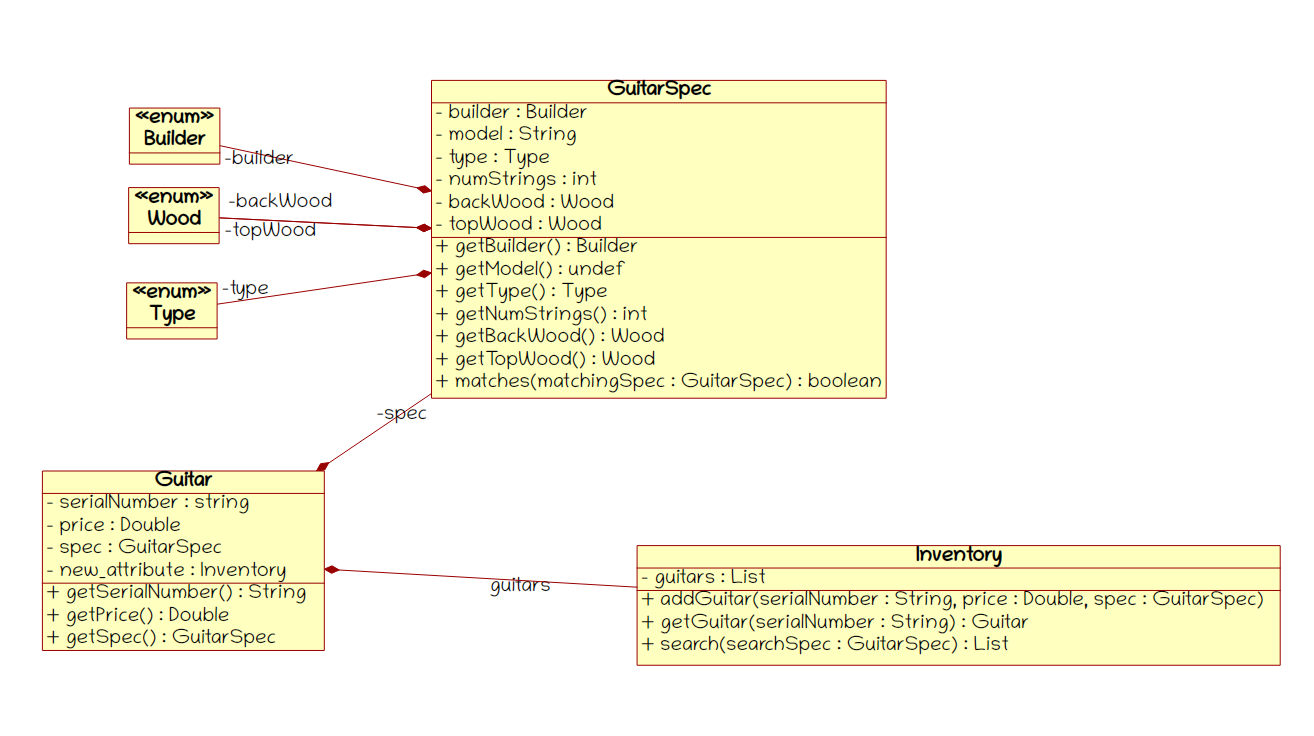 GuitarSpec
- builder : Builder
- model : String
- type : Type
- numStrings : int
- backWood : Wood
- topWood : Wood
+ getBuilder() : Builder
+ getModel() : undef
+ getType() : Type
+ getNumStrings() : int
+ getBackWood() : Wood
+ getTopWood() : Wood
+ matches(matchingSpec : GuitarSpec) : boolean
«enum»
Builder
-builder
«enum»
Wood
-backWood
-topWood
«enum»
Type
-type
-spec
Guitar
- serialNumber : string
- price : Double
- spec : GuitarSpec
- new_attribute : Inventory
+ getSerialNumber() : String
+ getPrice() : Double
+ getSpec() : GuitarSpec
guitars
Inventory
- guitars : List
+ addGuitar(serialNumber : String, price : Double, spec : GuitarSpec)
+ getGuitar(serialNumber : String) : Guitar
+ search(searchSpec : GuitarSpec) : List